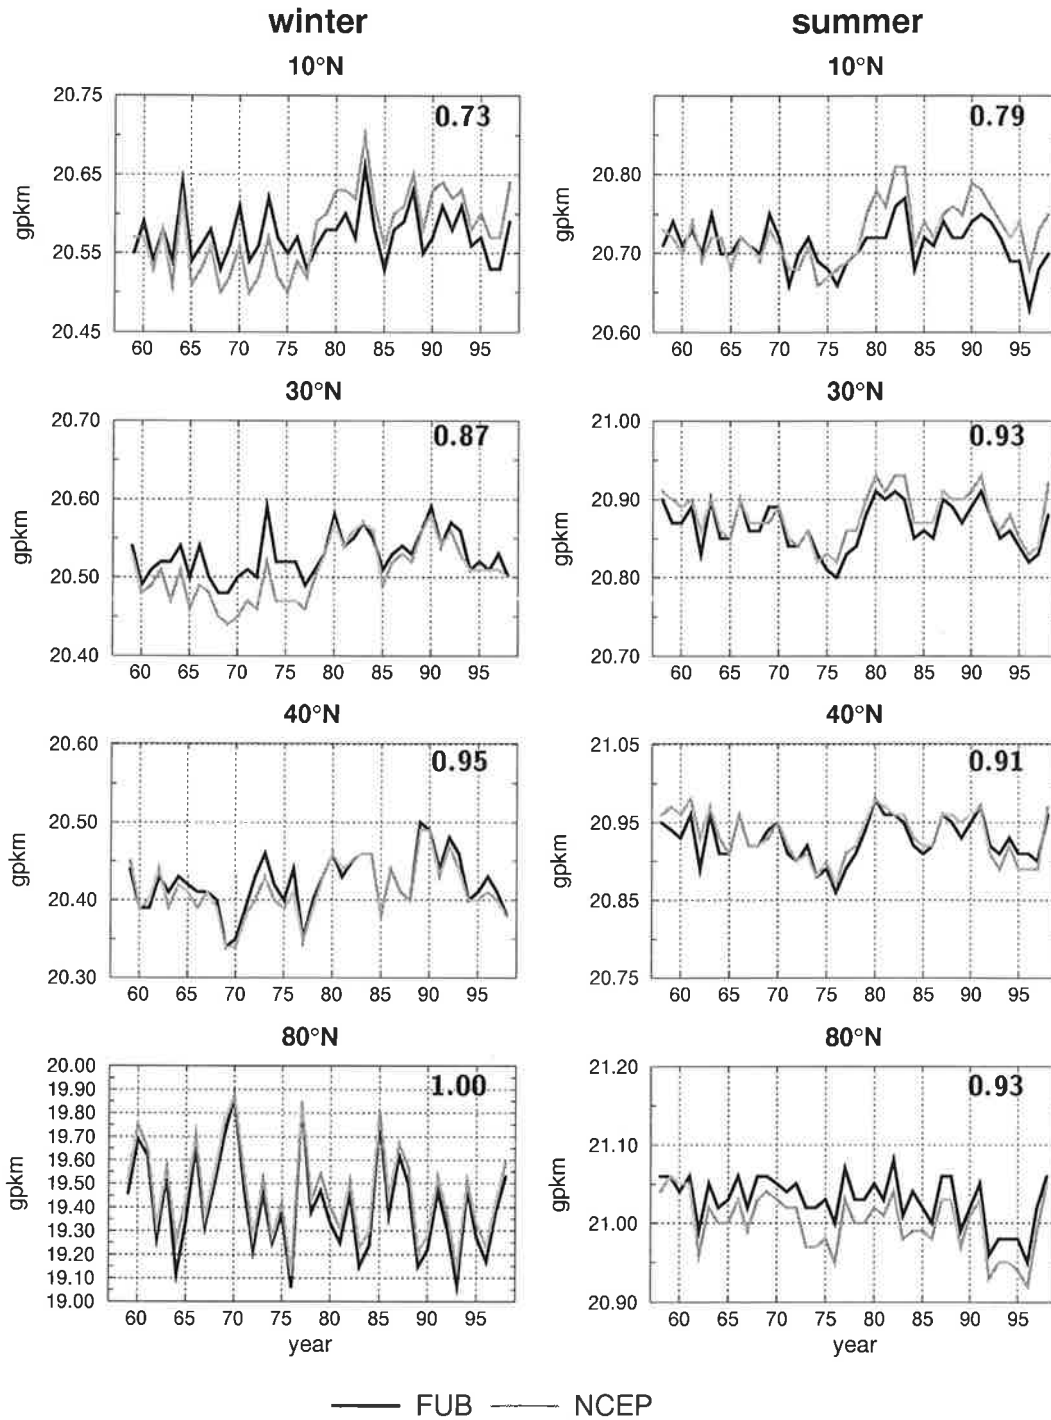 winter summer
10°N 10°N
20.75
20.65
20.55
20.45
gpkm
0.73
60 65 70 75 80 85 90 95
20.80
20.70
20.60
gpkm
0.79
60 65 70 75 80 85 90 95
30°N 30°N
20.70
20.60
20.50
20.40
gpkm
0.87
60 65 70 75 80 85 90 95
21.00
20.90
20.80
20.70
gpkm
0.93
60 65 70 75 80 85 90 95
40°N 40°N
20.60
20.50
20.40
20.30
gpkm
0.95
60 65 70 75 80 85 90 95
21.05
20.95
20.85
20.75
gpkm
0.91
60 65 70 75 80 85 90 95
80°N 80°N
20.00
19.90
19.80
19.70
19.60
19.50
19.40
19.30
19.20
19.10
19.00
gpkm
1.00
60 65 70 75 80 85 90 95
year
21.20
21.10
21.00
20.90
gpkm
0.93
60 65 70 75 80 85 90 95
year
FUB NCEP